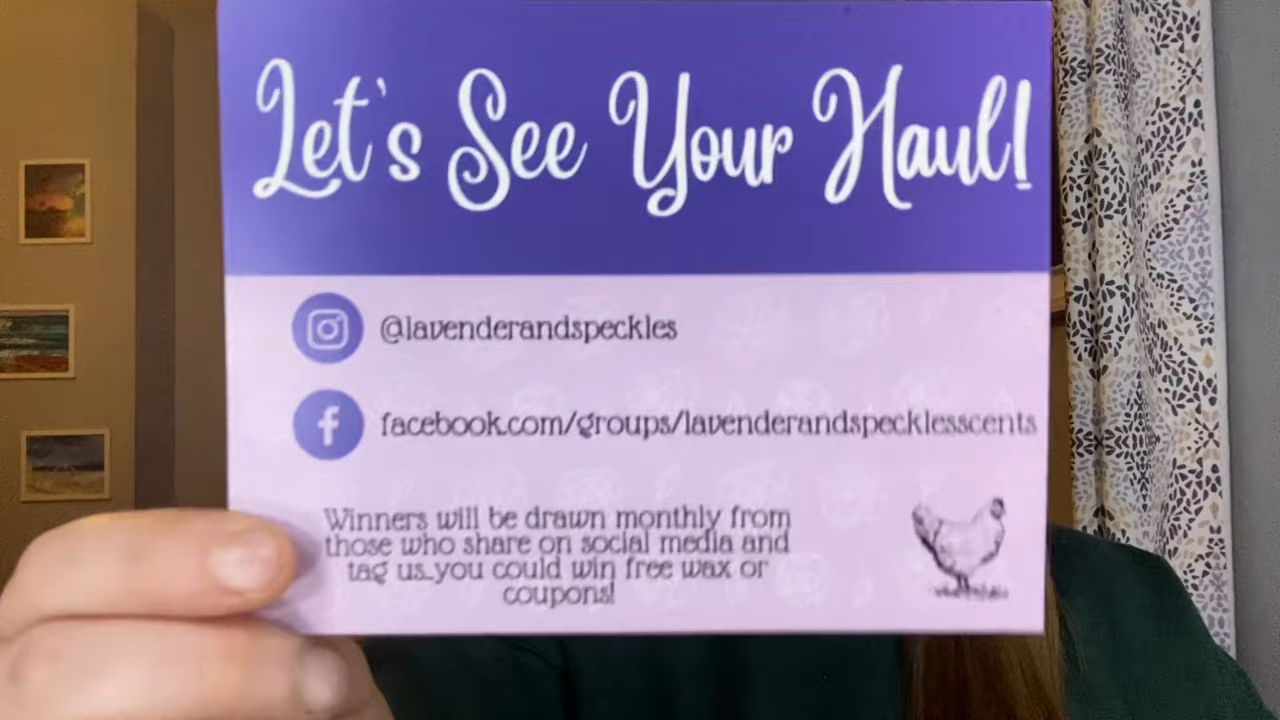 Let's See Your Haul!
@lavenderandspeckles
facebook.com/groups/lavenderandspecklesscents
Winners will be drawn monthly from
those who share on social media and
tag us..you could win free wax or
coupons!